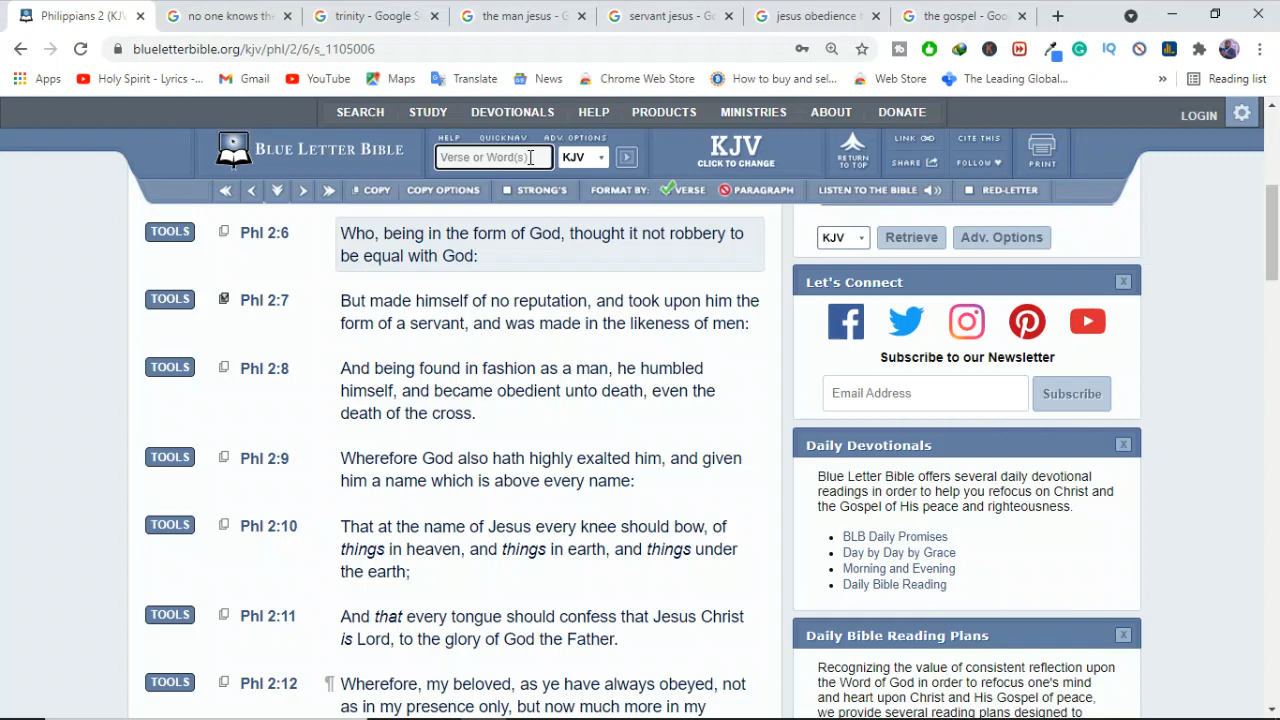 Philippians 2 (KJV)
no one knows the
trinity - Google S
the man jesus - G
servant jesus - Go
jesus obedience t
the gospel - Goo
blueletterbible.org/kjv/phl/2/6/s_1105006
Apps
Holy Spirit - Lyrics -...
Gmail
YouTube
Maps
Translate
News
Chrome Web Store
How to buy and sel...
Web Store
The Leading Global...
»
Reading list
SEARCH STUDY DEVOTIONALS HELP PRODUCTS MINISTRIES ABOUT DONATE
LOGIN
BLUE LETTER BIBLE
HELP QUICKNAV ADV. OPTIONS
Verse or Word(s)
KJV
KJV
CLICK TO CHANGE
RETURN
TO TOP
LINK
CITE THIS
SHARE
FOLLOW
PRINT
COPY COPY OPTIONS STRONG'S FORMAT BY: VERSE PARAGRAPH LISTEN TO THE BIBLE RED-LETTER
TOOLS Phl 2:6 Who, being in the form of God, thought it not robbery to
be equal with God:
TOOLS Phl 2:7 But made himself of no reputation, and took upon him the
form of a servant, and was made in the likeness of men:
TOOLS Phl 2:8 And being found in fashion as a man, he humbled
himself, and became obedient unto death, even the
death of the cross.
TOOLS Phl 2:9 Wherefore God also hath highly exalted him, and given
him a name which is above every name:
TOOLS Phl 2:10 That at the name of Jesus every knee should bow, of
things in heaven, and things in earth, and things under
the earth;
TOOLS Phl 2:11 And that every tongue should confess that Jesus Christ
is Lord, to the glory of God the Father.
TOOLS Phl 2:12 ¶ Wherefore, my beloved, as ye have always obeyed, not
as in my presence only, but now much more in my
KJV Retrieve Adv. Options
Let's Connect X
Subscribe to our Newsletter
Email Address Subscribe
Daily Devotionals X
Blue Letter Bible offers several daily devotional
readings in order to help you refocus on Christ and
the Gospel of His peace and righteousness.
• BLB Daily Promises
• Day by Day by Grace
• Morning and Evening
• Daily Bible Reading
Daily Bible Reading Plans X
Recognizing the value of consistent reflection upon
the Word of God in order to refocus one's mind
and heart upon Christ and His Gospel of peace,
we provide several reading plans designed to